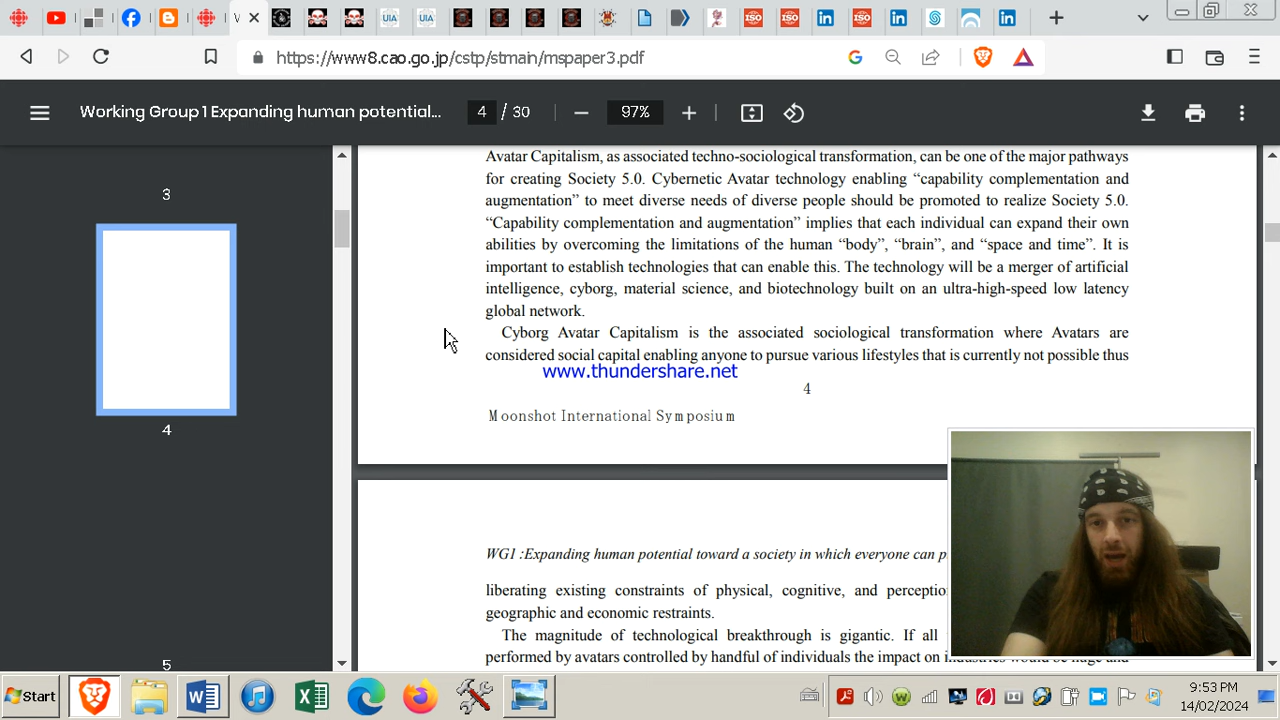 https://www8.cao.go.jp/cstp/stmain/mspaper3.pdf
Working Group 1 Expanding human potential...
4 / 30
97%
3
4
5
Avatar Capitalism, as associated techno-sociological transformation, can be one of the major pathways
for creating Society 5.0. Cybernetic Avatar technology enabling “capability complementation and
augmentation” to meet diverse needs of diverse people should be promoted to realize Society 5.0.
“Capability complementation and augmentation” implies that each individual can expand their own
abilities by overcoming the limitations of the human “body”, “brain”, and “space and time”. It is
important to establish technologies that can enable this. The technology will be a merger of artificial
intelligence, cyborg, material science, and biotechnology built on an ultra-high-speed low latency
global network.
Cyborg Avatar Capitalism is the associated sociological transformation where Avatars are
considered social capital enabling anyone to pursue various lifestyles that is currently not possible thus
www.thundershare.net
4
Moonshot International Symposium
WG1 :Expanding human potential toward a society in which everyone can p
liberating existing constraints of physical, cognitive, and perceptio
geographic and economic restraints.
The magnitude of technological breakthrough is gigantic. If all
performed by avatars controlled by handful of individuals the impact on industries would be huge and
UIA
UIA
ISO
ISO
ISO
Start
9:53 PM
14/02/2024